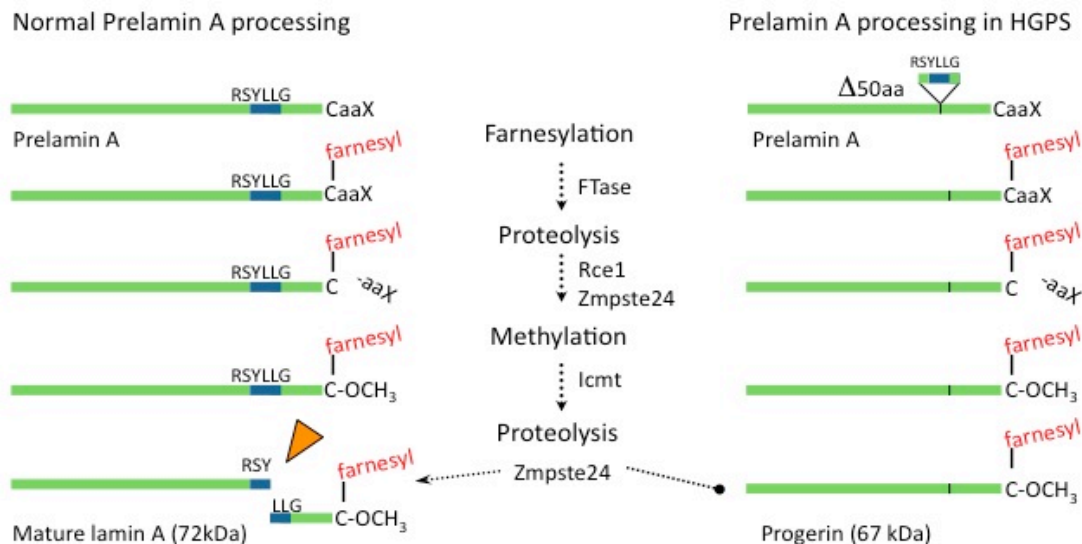 Normal Prelamin A processing
Prelamin A processing in HGPS
RSYLLG
CaaX
Prelamin A
farnesyl
RSYLLG
CaaX
farnesyl
RSYLLG
C -aaX
farnesyl
RSYLLG
C-OCH₃
RSY
farnesyl
LLG
C-OCH₃
Mature lamin A (72kDa)
Farnesylation
FTase
Proteolysis
Rce1
Zmpste24
Methylation
Icmt
Proteolysis
Zmpste24
RSYLLG
Δ50aa
CaaX
Prelamin A
farnesyl
CaaX
farnesyl
C -aaX
farnesyl
C-OCH₃
farnesyl
C-OCH₃
Progerin (67 kDa)